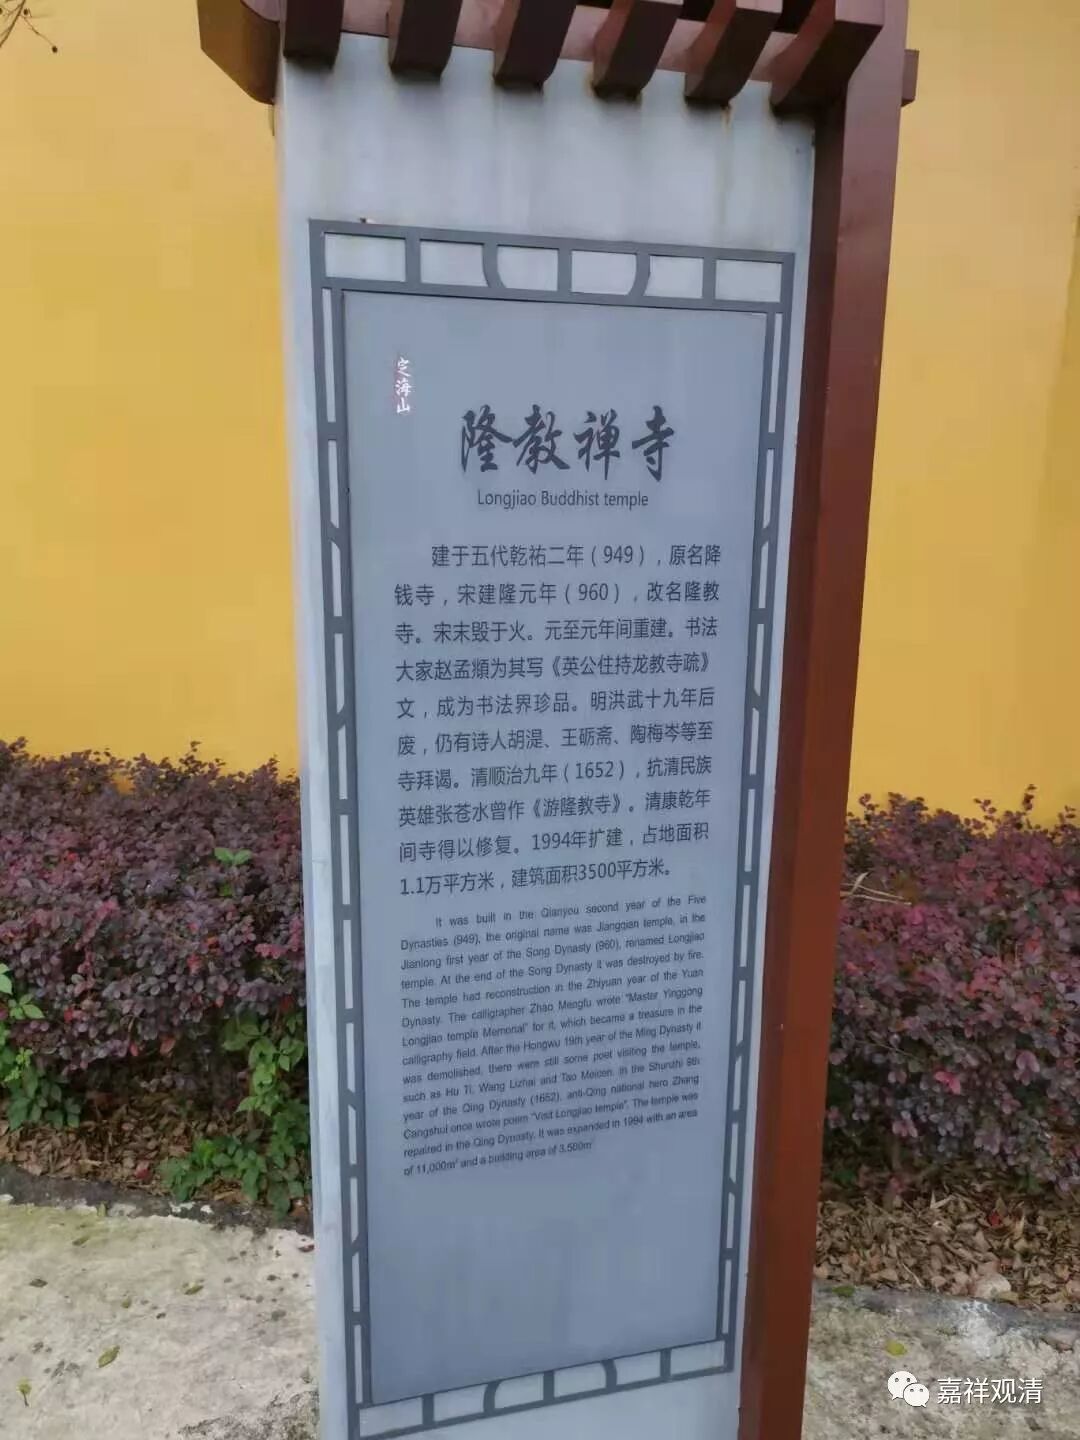 定海山
隆教禅寺
Longjiao Buddhist temple
建于五代乾祐二年（949），原名降
钱寺，宋建隆元年（960），改名隆教
寺。宋末毁于火。元至元年间重建。书法
大家赵孟頫为其写《英公住持龙教寺疏》
文，成为书法界珍品。明洪武十九年后
废，仍有诗人胡湜、王砺斋、陶梅岑等至
寺拜谒。清顺治九年（1652），抗清民族
英雄张苍水曾作《游隆教寺》。清康乾年
间寺得以修复。1994年扩建，占地面积
1.1万平方米，建筑面积3500平方米。
It was built in the Qianyou second year of the Five
Dynasties (949), the original name was Jiangqian temple, in the
Jianlong first year of the Song Dynasty (960), renamed Longjiao
temple. At the end of the Song Dynasty it was destroyed by fire.
The temple had reconstruction in the Zhiyuan year of the Yuan
Dynasty. The calligtapher Zhao Mengfu wrote "Master Yinggong
Longjiao temple Memorial" for it, which became a treasure in the
calligraphy field. After the Hongwu 19th year of the Ming Dynasty it
was demolished, there were still some poet visiting the temple,
such as Hu Ti, Wang Lizhai and Tao Meicen. In the Shunzhi 9th
year of the Qing Dynasty (1652), anti-Qing national hero Zhang
Cangshui once wrote poem "Visit Longjiao temple". The temple was
repaired in the Qing Dynasty. It was expanded in 1994 with an area
of 11,000m² and a building area of 3,500m²
嘉祥观清